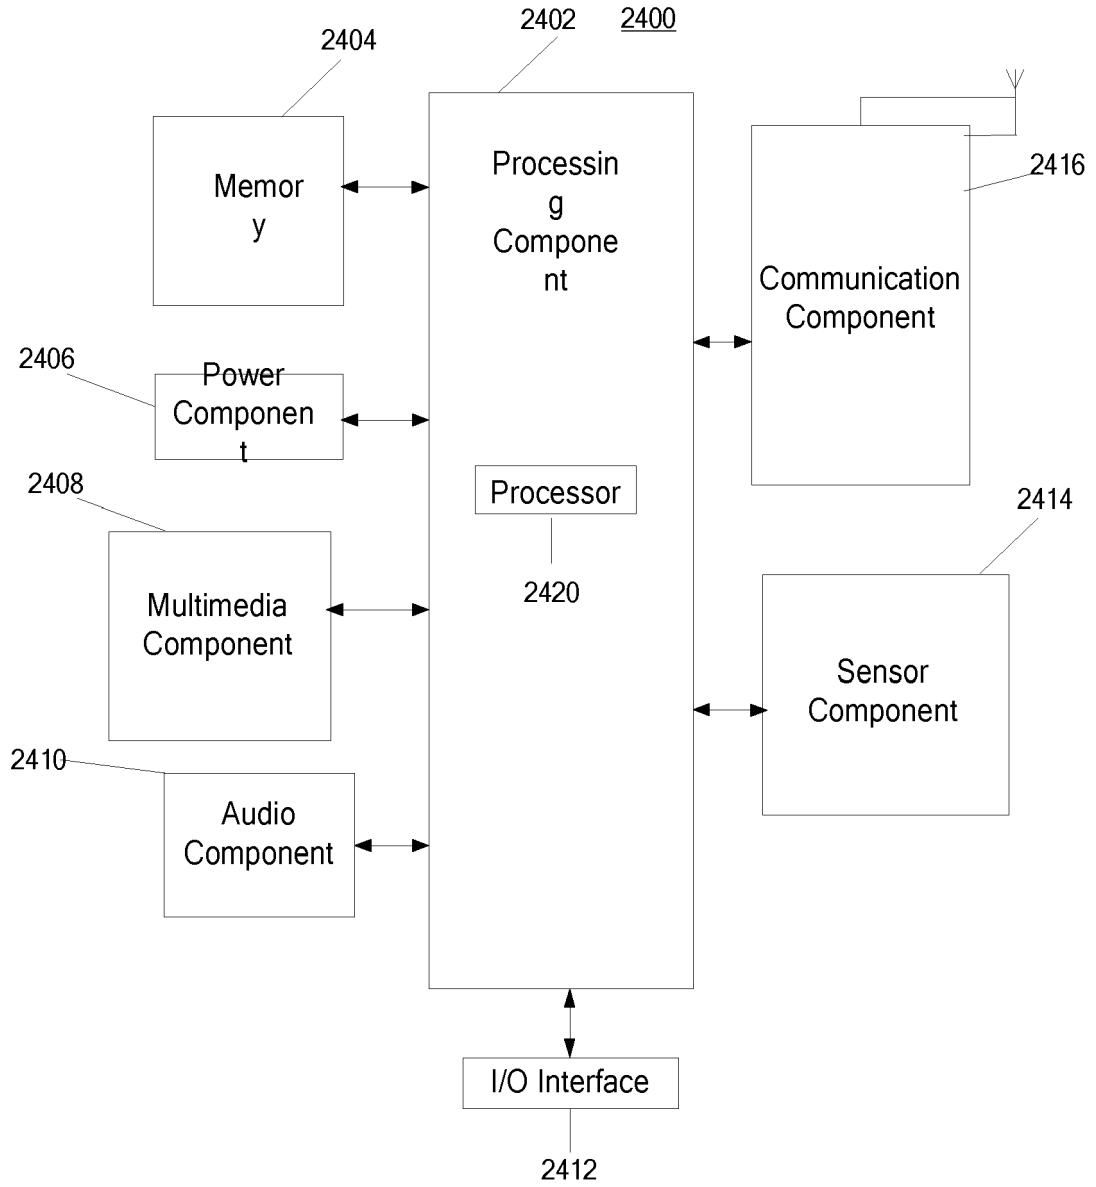 2402
2400
2404
Memor
y
Processin
g
Compone
nt
2416
Communication
Component
2406
Power
Componen
t
2408
Processor
2420
2414
Multimedia
Component
Sensor
Component
2410
Audio
Component
I/O Interface
2412